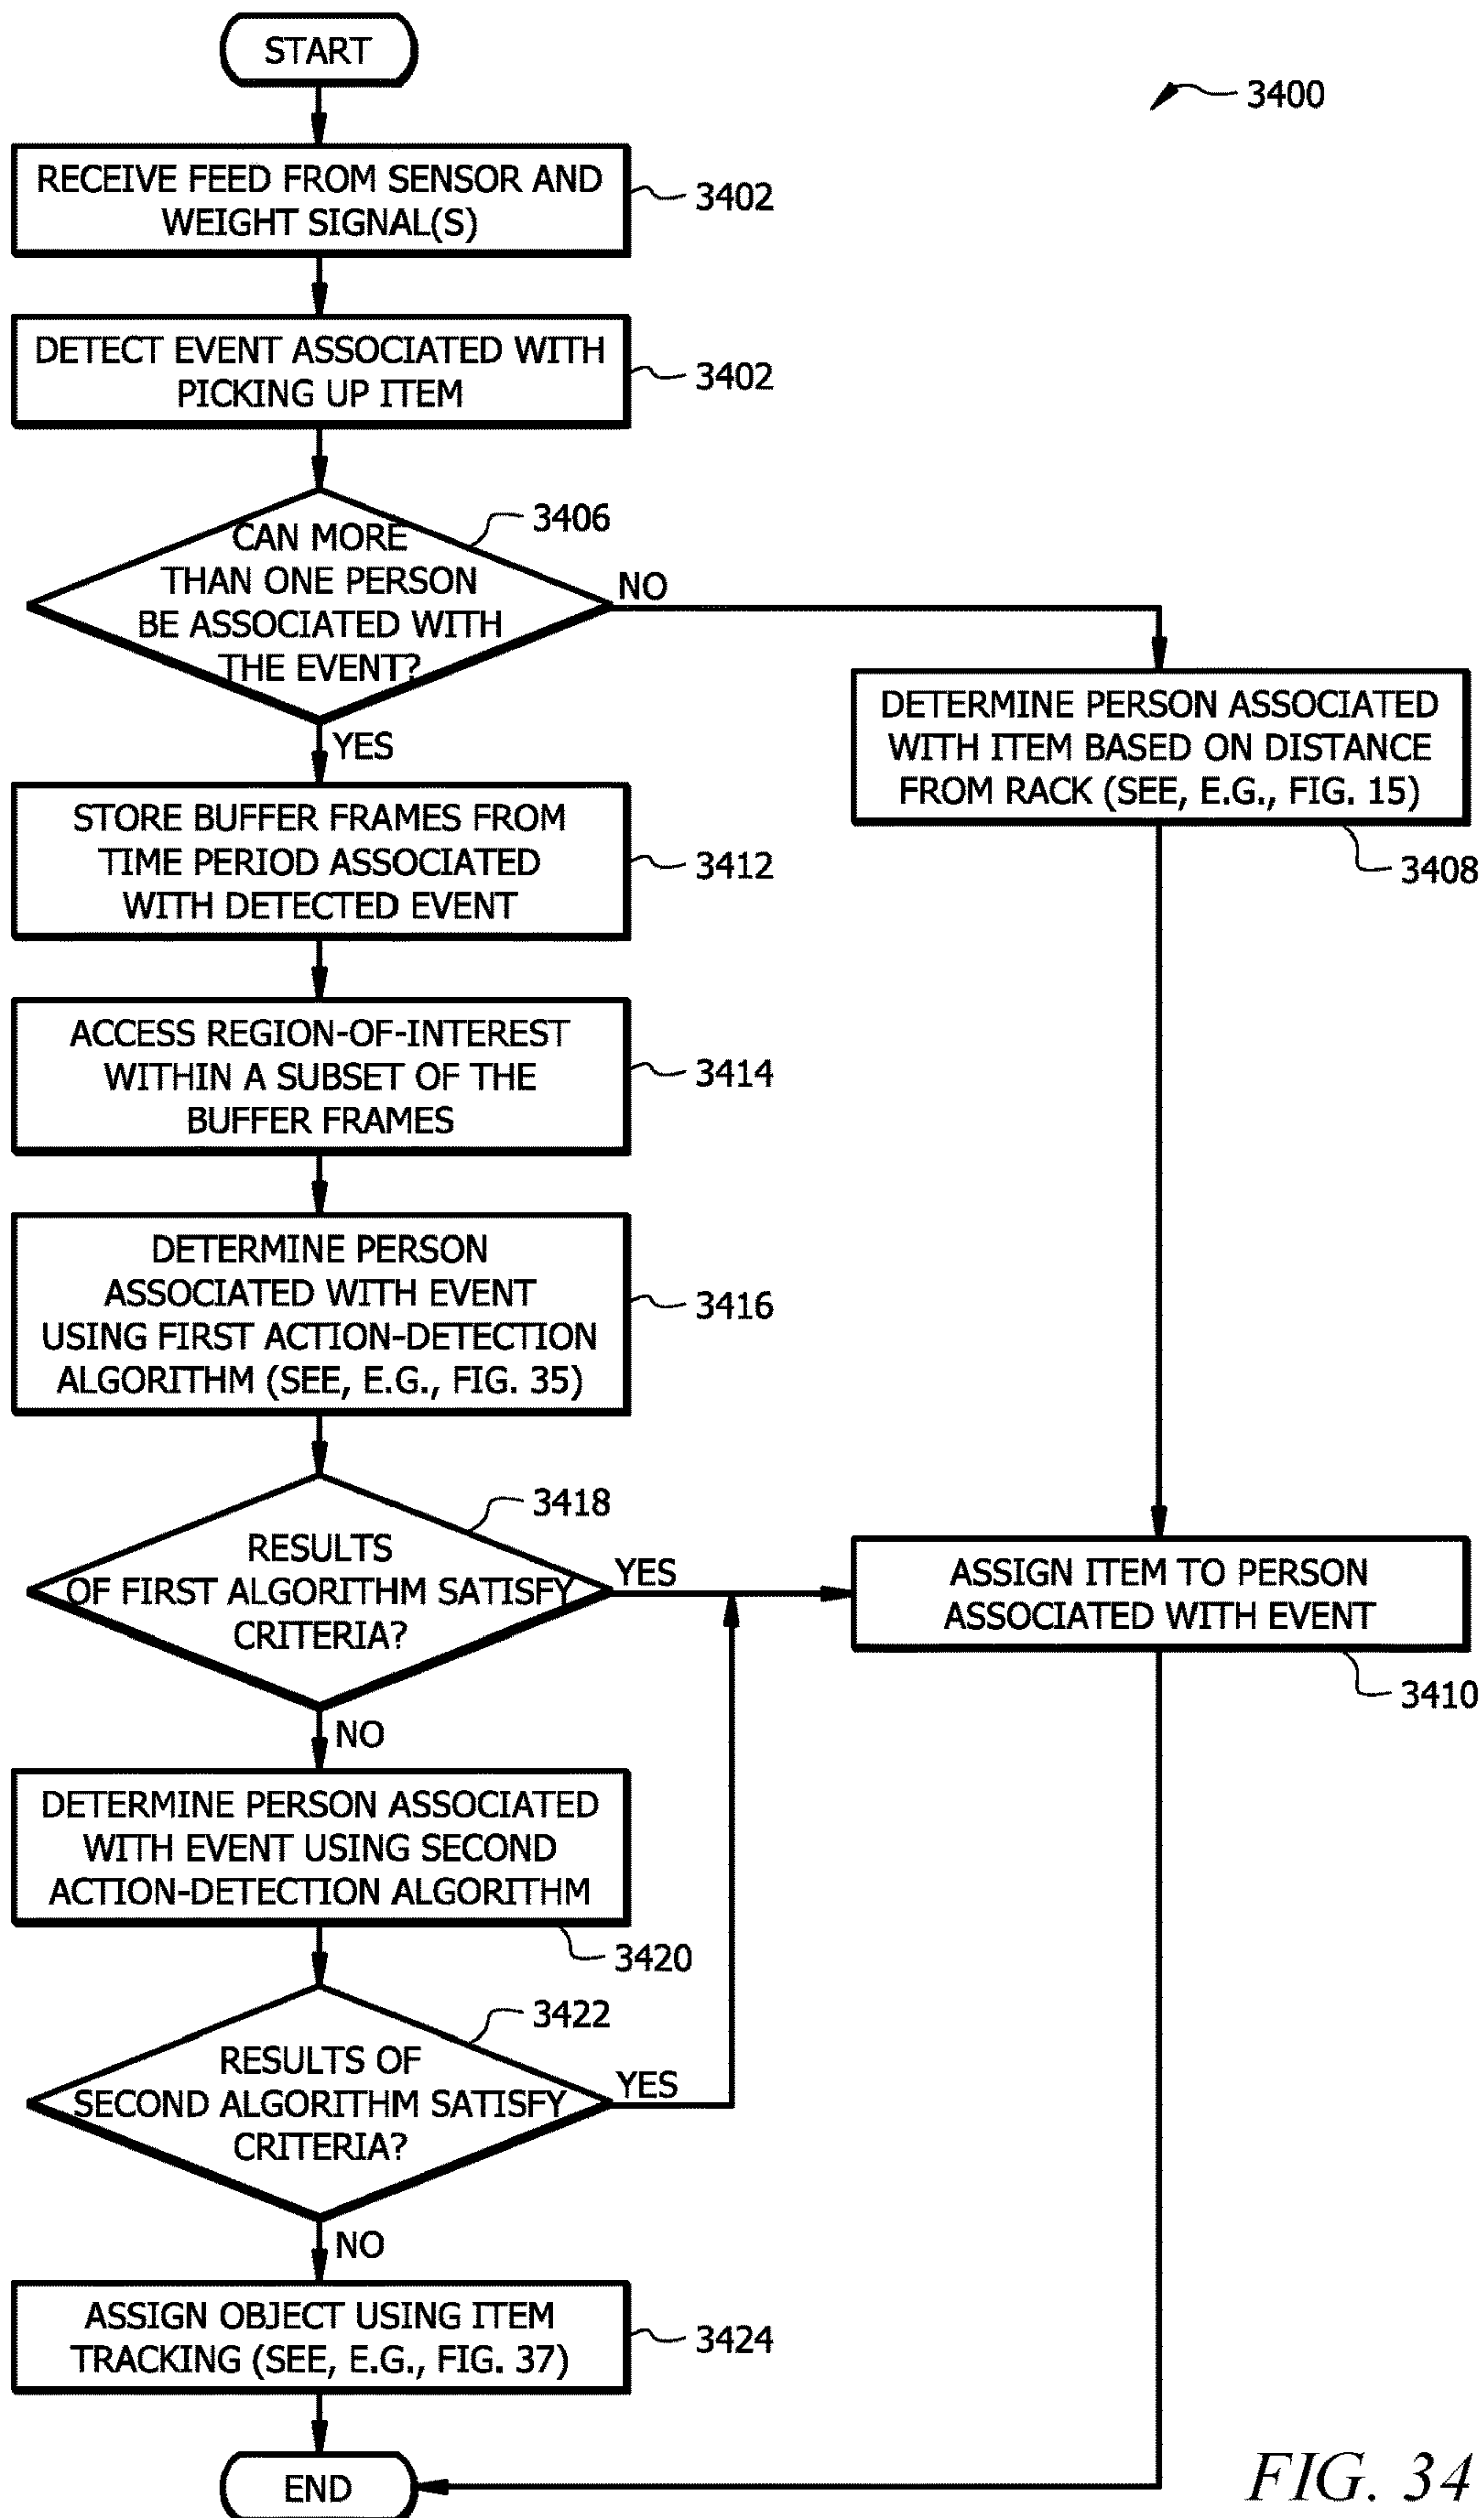 START
3400
RECEIVE FEED FROM SENSOR AND
WEIGHT SIGNAL(S)
3402
DETECT EVENT ASSOCIATED WITH
PICKING UP ITEM
3402
CAN MORE
THAN ONE PERSON
BE ASSOCIATED WITH
THE EVENT?
3406
NO
YES
DETERMINE PERSON ASSOCIATED
WITH ITEM BASED ON DISTANCE
FROM RACK (SEE, E.G., FIG. 15)
3408
STORE BUFFER FRAMES FROM
TIME PERIOD ASSOCIATED
WITH DETECTED EVENT
3412
ACCESS REGION-OF-INTEREST
WITHIN A SUBSET OF THE
BUFFER FRAMES
3414
DETERMINE PERSON
ASSOCIATED WITH EVENT
USING FIRST ACTION-DETECTION
ALGORITHM (SEE, E.G., FIG. 35)
3416
RESULTS
OF FIRST ALGORITHM SATISFY
CRITERIA?
3418
YES
NO
ASSIGN ITEM TO PERSON
ASSOCIATED WITH EVENT
3410
DETERMINE PERSON ASSOCIATED
WITH EVENT USING SECOND
ACTION-DETECTION ALGORITHM
3420
RESULTS OF
SECOND ALGORITHM SATISFY
CRITERIA?
3422
YES
NO
ASSIGN OBJECT USING ITEM
TRACKING (SEE, E.G., FIG. 37)
3424
END
FIG. 34